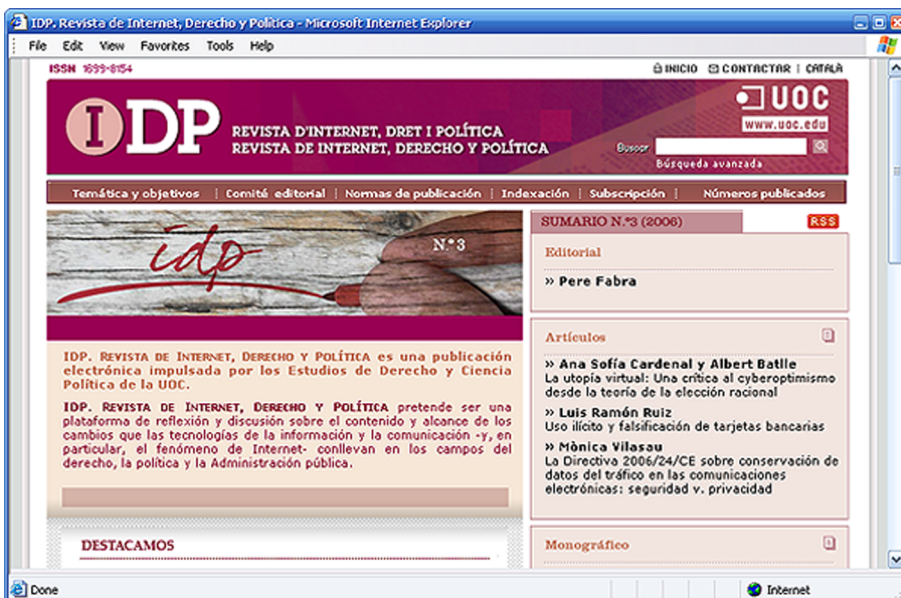 IDP. Revista de Internet, Derecho y Política - Microsoft Internet Explorer
File Edit View Favorites Tools Help
ISSN 1699-8154
INICIO CONTACTAR | CATALÀ
IDP
REVISTA D'INTERNET, DRET I POLÍTICA
REVISTA DE INTERNET, DERECHO Y POLÍTICA
UOC
www.uoc.edu
Buscar
Búsqueda avanzada
Temática y objetivos | Comité editorial | Normas de publicación | Indexación | Subscripción | Números publicados
idp
N.º 3
IDP. REVISTA DE INTERNET, DERECHO Y POLÍTICA es una publicación
electrónica impulsada por los Estudios de Derecho y Ciencia
Política de la UOC.
IDP. REVISTA DE INTERNET, DERECHO Y POLÍTICA pretende ser una
plataforma de reflexión y discusión sobre el contenido y alcance de los
cambios que las tecnologías de la información y la comunicación -y, en
particular, el fenómeno de Internet- conllevan en los campos del
derecho, la política y la Administración pública.
DESTACAMOS
SUMARIO N.º3 (2006)
RSS
Editorial
» Pere Fabra
Artículos
» Ana Sofía Cardenal y Albert Batlle
La utopía virtual: Una crítica al cyberoptimismo
desde la teoría de la elección racional
» Luis Ramón Ruiz
Uso ilícito y falsificación de tarjetas bancarias
» Mònica Vilasau
La Directiva 2006/24/CE sobre conservación de
datos del tráfico en las comunicaciones
electrónicas: seguridad v. privacidad
Monográfico
Done
Internet